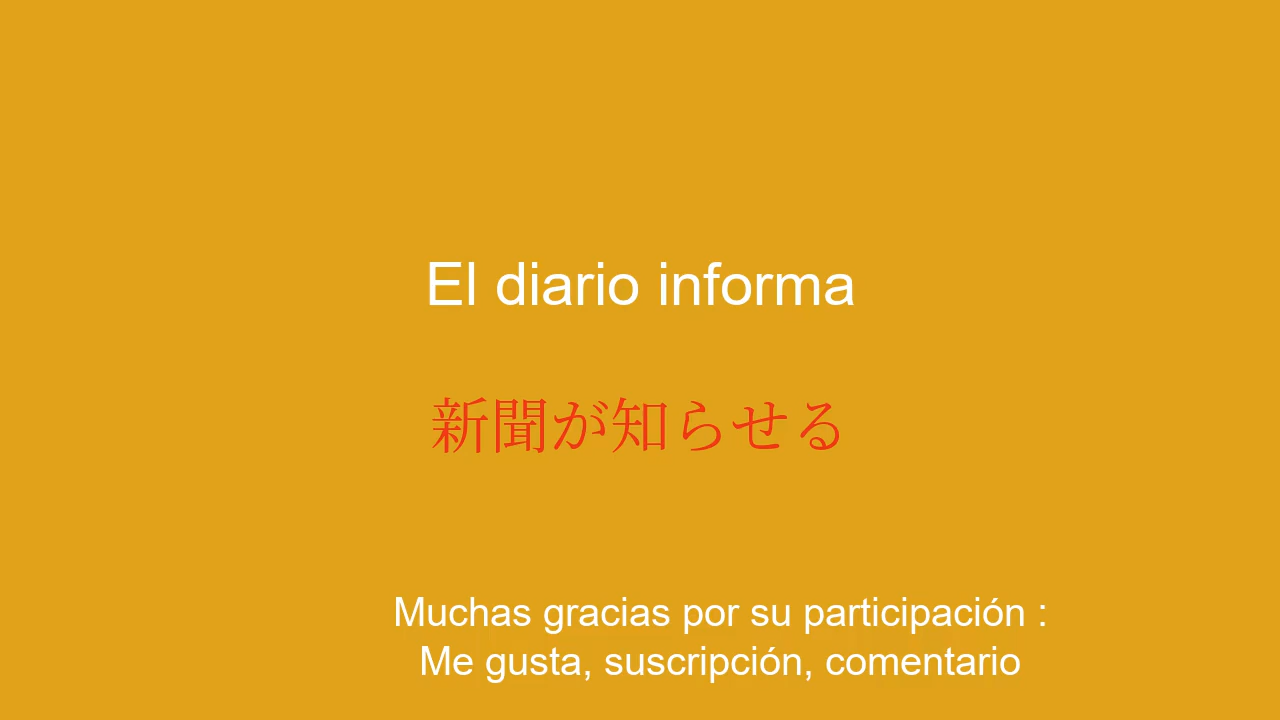 El diario informa
新聞が知らせる
Muchas gracias por su participación :
Me gusta, suscripción, comentario